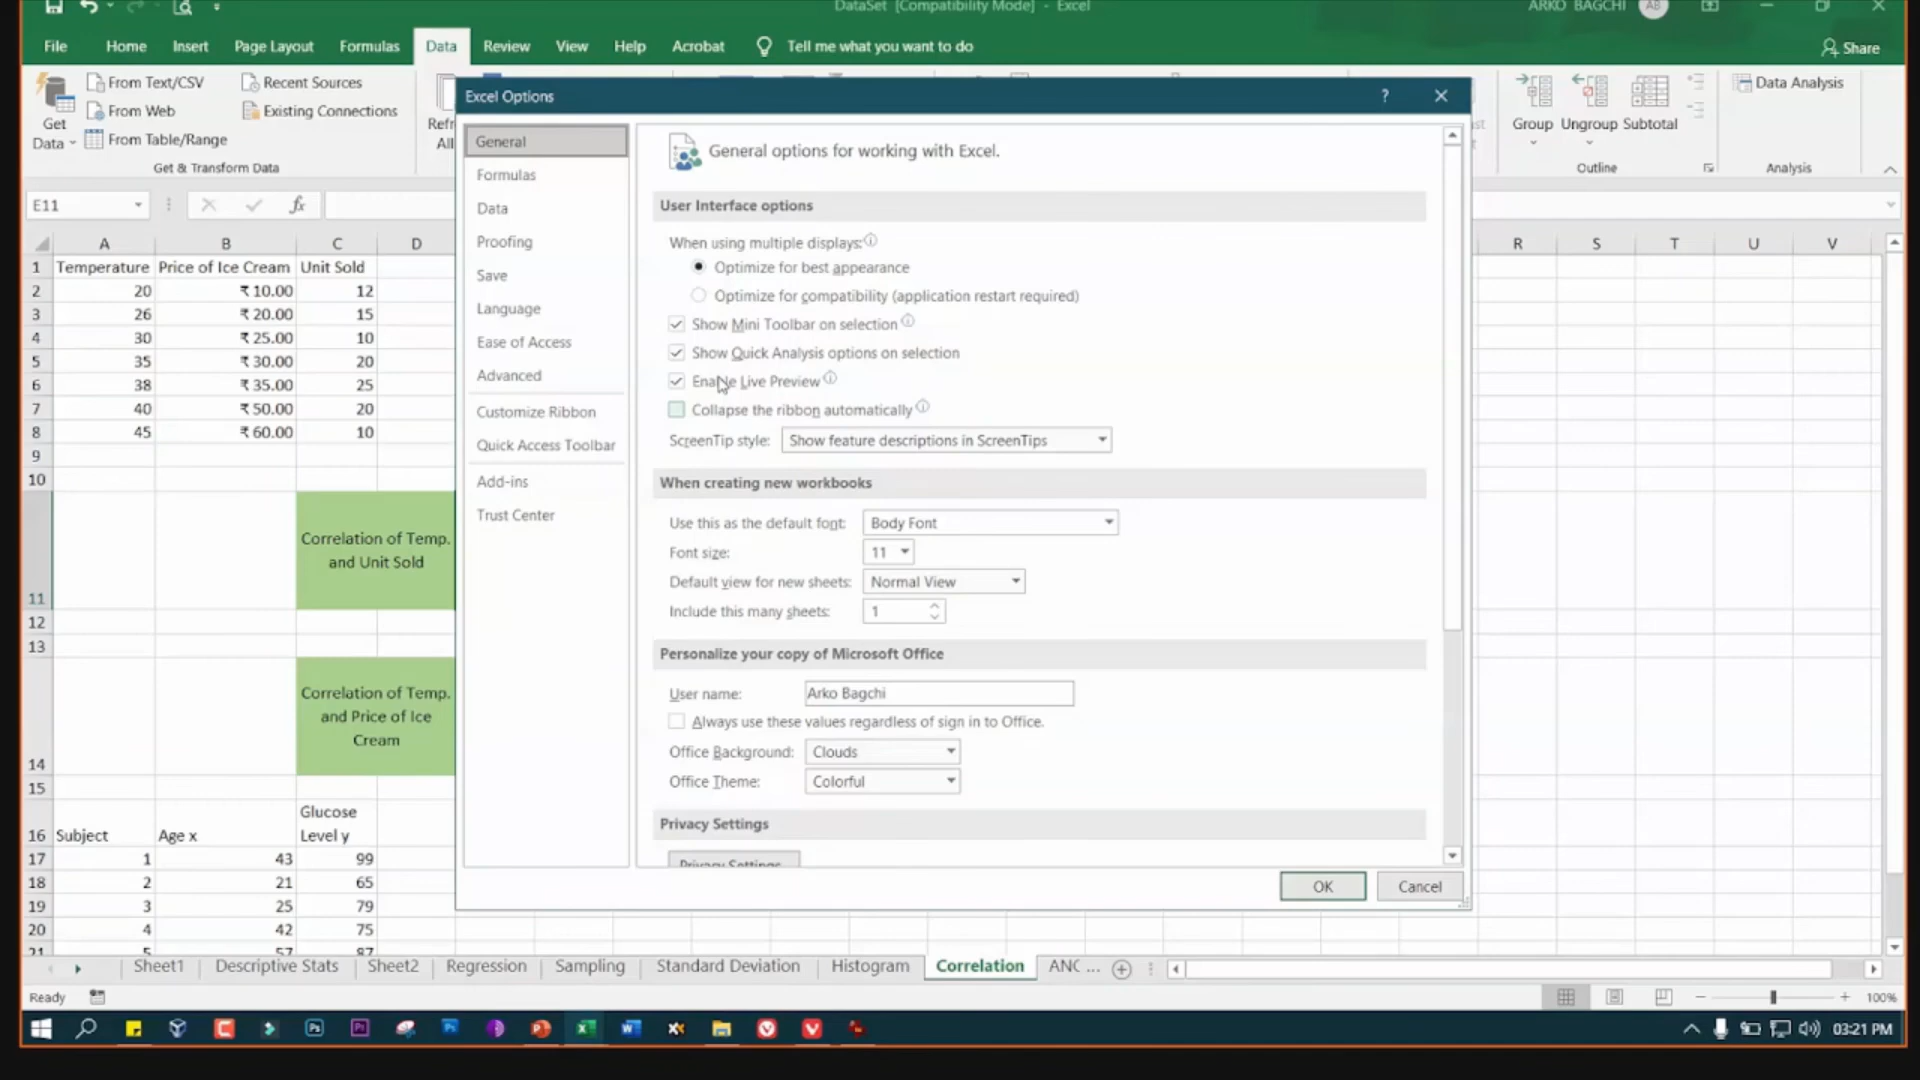 DataSet [Compatibility Mode] - Excel
ARKO BAGCHI AB
File Home Insert Page Layout Formulas Data Review View Help Acrobat Tell me what you want to do Share
Get Data
From Text/CSV
From Web
From Table/Range
Recent Sources
Existing Connections
Get & Transform Data
Refr
All
Group Ungroup Subtotal
Outline
Data Analysis
Analysis
Excel Options
?
General
Formulas
Data
Proofing
Save
Language
Ease of Access
Advanced
Customize Ribbon
Quick Access Toolbar
Add-ins
Trust Center
General options for working with Excel.
User Interface options
When using multiple displays:
Optimize for best appearance
Optimize for compatibility (application restart required)
Show Mini Toolbar on selection
Show Quick Analysis options on selection
Enable Live Preview
Collapse the ribbon automatically
ScreenTip style: Show feature descriptions in ScreenTips
When creating new workbooks
Use this as the default font: Body Font
Font size: 11
Default view for new sheets: Normal View
Include this many sheets: 1
Personalize your copy of Microsoft Office
User name: Arko Bagchi
Always use these values regardless of sign in to Office.
Office Background: Clouds
Office Theme: Colorful
Privacy Settings
Privacy Settings
OK Cancel
E11 fx
A B C D R S T U V
1 Temperature Price of Ice Cream Unit Sold
2 20 ₹ 10.00 12
3 26 ₹ 20.00 15
4 30 ₹ 25.00 10
5 35 ₹ 30.00 20
6 38 ₹ 35.00 25
7 40 ₹ 50.00 20
8 45 ₹ 60.00 10
9
10
Correlation of Temp.
and Unit Sold
11
12
13
Correlation of Temp.
and Price of Ice
Cream
14
15
Glucose
16 Subject Age x Level y
17 1 43 99
18 2 21 65
19 3 25 79
20 4 42 75
21 5 57 87
Sheet1 Descriptive Stats Sheet2 Regression Sampling Standard Deviation Histogram Correlation ANC ...
Ready 100%
03:21 PM